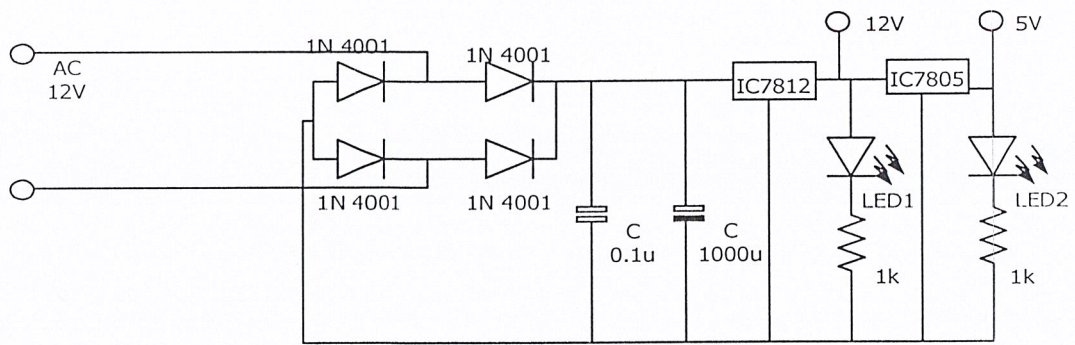 12V
5V
1N 4001
1N 4001
AC
12V
IC7812
IC7805
1N 4001
1N 4001
LED1
LED2
C
0.1u
C
1000u
1k
1k